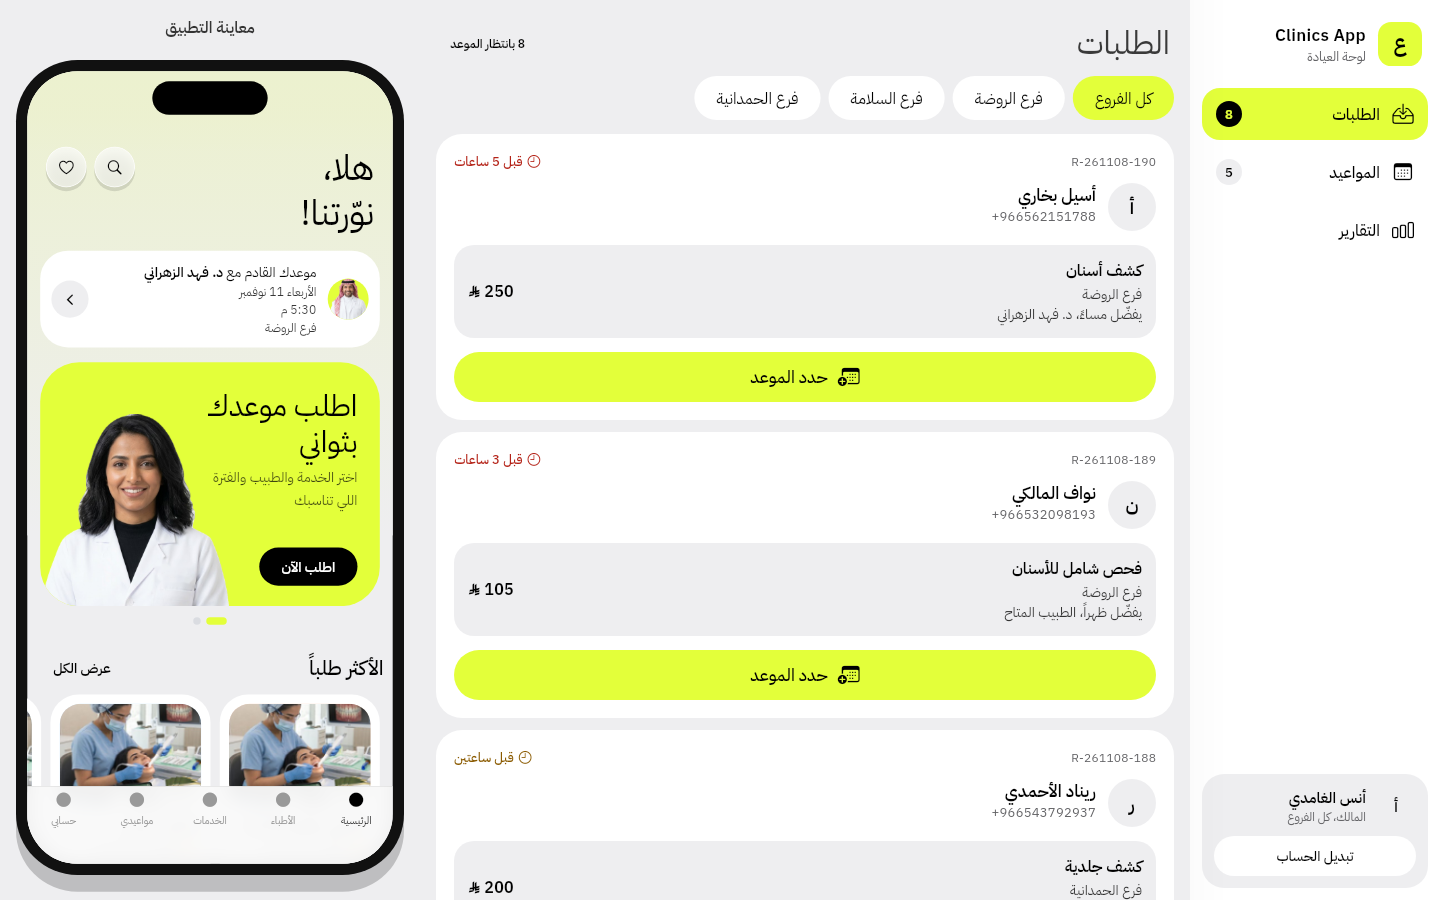 ع
Clinics App
لوحة العيادة
الطلبات
8
المواعيد
5
التقارير
أ
أنس الغامدي
المالك، كل الفروع
تبديل الحساب
الطلبات
8 بانتظار الموعد
كل الفروع
فرع الروضة
فرع السلامة
فرع الحمدانية
R-261108-190
قبل 5 ساعات
أ
أسيل بخاري
+966562151788
كشف أسنان
فرع الروضة
يفضّل مساءً، د. فهد الزهراني
250
حدد الموعد
R-261108-189
قبل 3 ساعات
ن
نواف المالكي
+966532098193
فحص شامل للأسنان
فرع الروضة
يفضّل ظهراً، الطبيب المتاح
105
حدد الموعد
R-261108-188
قبل ساعتين
ر
ريناد الأحمدي
+966543792937
كشف جلدية
فرع الحمدانية
200
معاينة التطبيق
هلا،
نوّرتنا!
موعدك القادم مع د. فهد الزهراني
الأربعاء 11 نوفمبر
5:30 م
فرع الروضة
اطلب موعدك
بثواني
اختر الخدمة والطبيب والفترة
اللي تناسبك
اطلب الآن
الأكثر طلباً
عرض الكل
الرئيسية
الأطباء
الخدمات
مواعيدي
حسابي